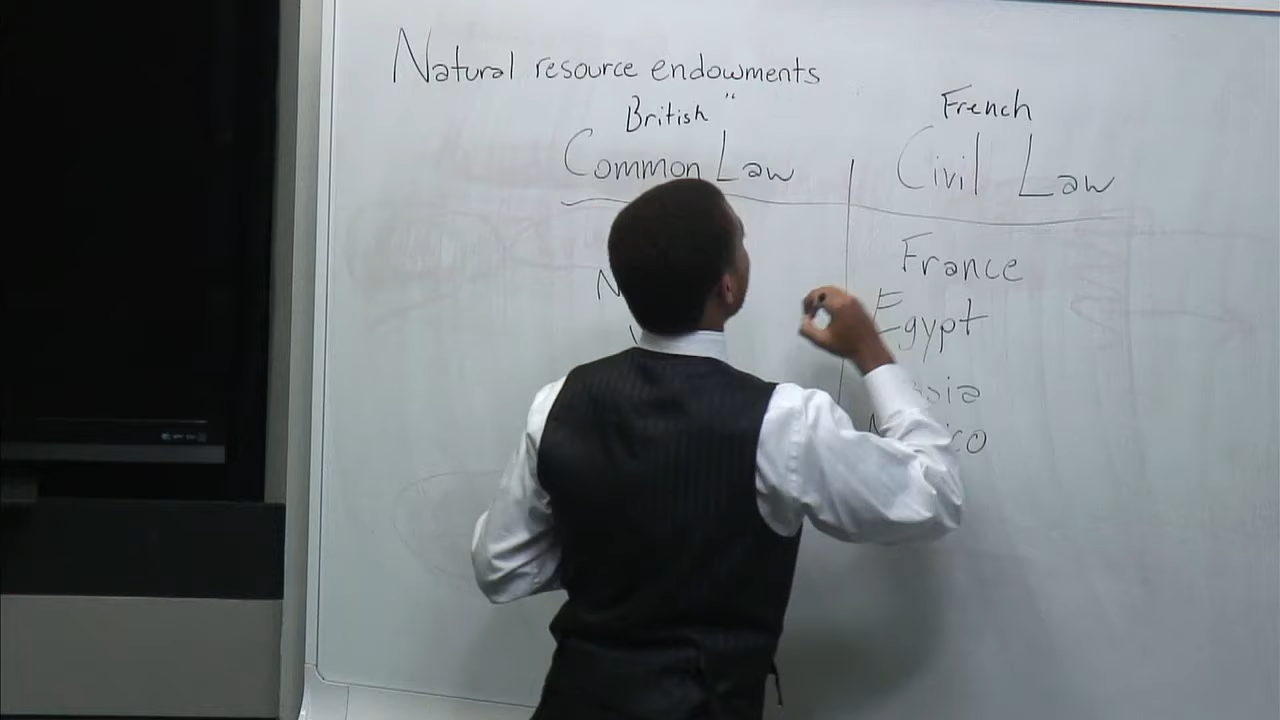 Natural resource endowments
British " French
Common Law Civil Law
France
Egypt